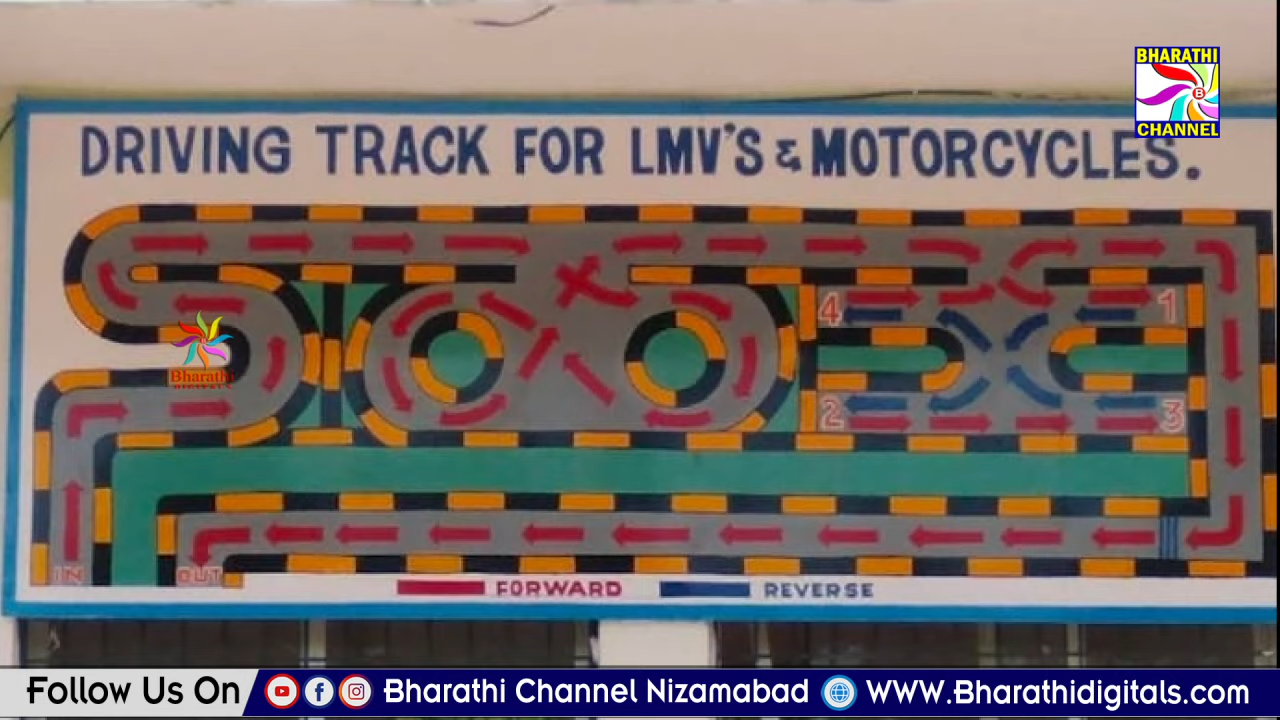 BHARATHI
B
CHANNEL
DRIVING TRACK FOR LMV'S & MOTORCYCLES.
4
1
Bharathi
2
3
IN
OUT
FORWARD
REVERSE
Follow Us On
Bharathi Channel Nizamabad
WWW.Bharathidigitals.com